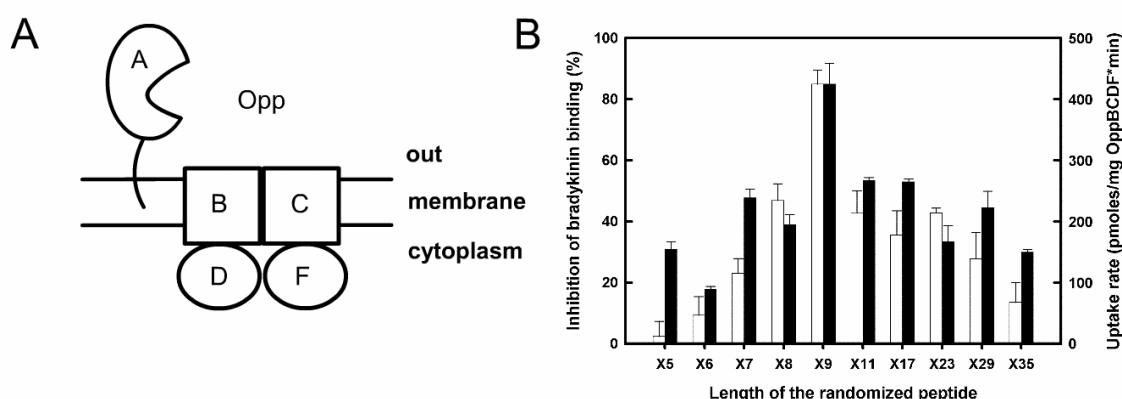 A
A
Opp
out
B
C
membrane
cytoplasm
D
F
B
Inhibition of bradykinin binding (%)
100
80
60
40
20
0
X5 X6 X7 X8 X9 X11 X17 X23 X29 X35
Length of the randomized peptide
500
400
300
200
100
0
Uptake rate (pmoles/mg OppBCDF*min)